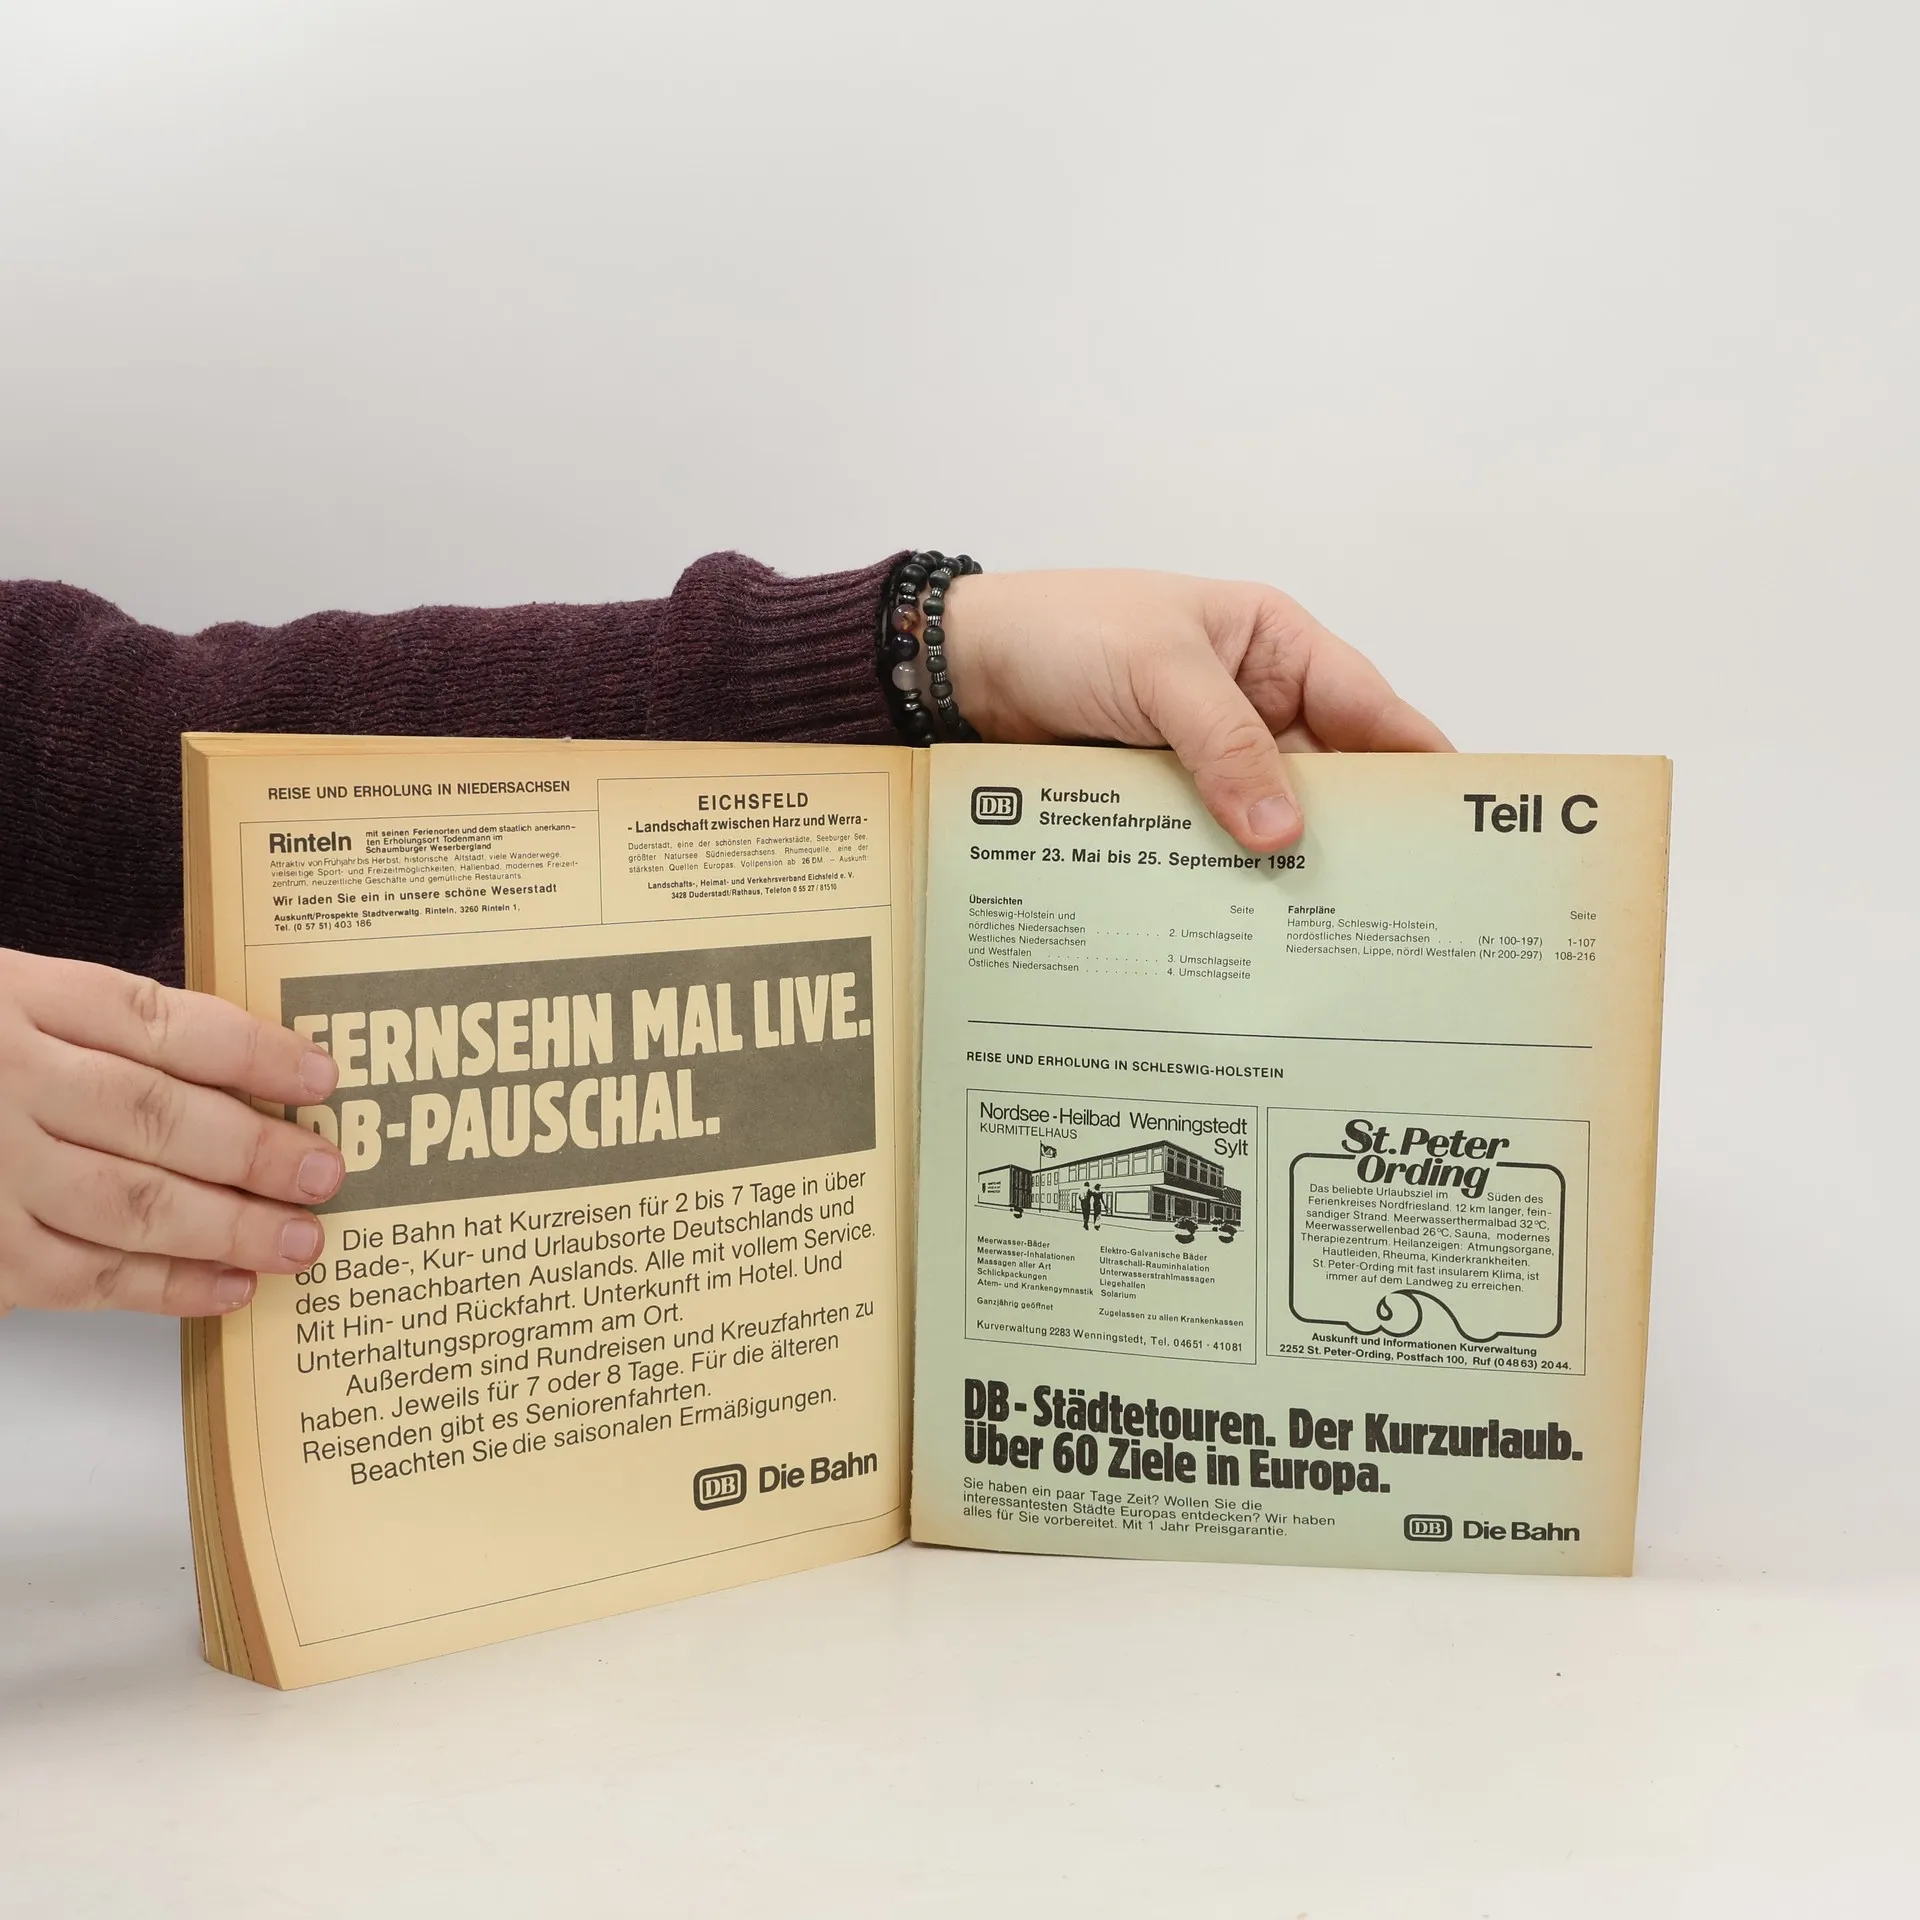 REISE UND ERHOLUNG IN NIEDERSACHSEN
Rinteln
mit seinen Ferienorten und dem staatlich anerkann-
ten Erholungsort Todenmann im
Schaumburger Weserbergland
Attraktiv von Frühjahr bis Herbst, historische Altstadt, viele Wanderwege,
vielseitige Sport- und Freizeitmöglichkeiten, Hallenbad, modernes Freizeit-
zentrum, neuzeitliche Geschäfte und gemütliche Restaurants.
Wir laden Sie ein in unsere schöne Weserstadt
Auskunft/Prospekte Stadtverwaltg. Rinteln, 3260 Rinteln 1,
Tel. (0 57 51) 403 186
EICHSFELD
- Landschaft zwischen Harz und Werra -
Duderstadt, eine der schönsten Fachwerkstädte, Seeburger See,
größter Natursee Südniedersachsens. Rhumequelle, eine der
stärksten Quellen Europas. Vollpension ab 26 DM. – Auskunft:
Landschafts-, Heimat- und Verkehrsverband Eichsfeld e. V.
3428 Duderstadt/Rathaus, Telefon 0 55 27 / 81510
FERNSEHN MAL LIVE.
DB-PAUSCHAL.
Die Bahn hat Kurzreisen für 2 bis 7 Tage in über
60 Bade-, Kur- und Urlaubsorte Deutschlands und
des benachbarten Auslands. Alle mit vollem Service.
Mit Hin- und Rückfahrt. Unterkunft im Hotel. Und
Unterhaltungsprogramm am Ort.
Außerdem sind Rundreisen und Kreuzfahrten zu
haben. Jeweils für 7 oder 8 Tage. Für die älteren
Reisenden gibt es Seniorenfahrten.
Beachten Sie die saisonalen Ermäßigungen.
DB Die Bahn
DB
Kursbuch
Streckenfahrpläne
Teil C
Sommer 23. Mai bis 25. September 1982
Übersichten
Seite
Schleswig-Holstein und
nördliches Niedersachsen . . . . . . . 2. Umschlagseite
Westliches Niedersachsen
und Westfalen . . . . . . . . . . . . 3. Umschlagseite
Östliches Niedersachsen . . . . . . . . 4. Umschlagseite
Fahrpläne
Seite
Hamburg, Schleswig-Holstein,
nordöstliches Niedersachsen . . . (Nr 100-197) 1-107
Niedersachsen, Lippe, nördl Westfalen (Nr 200-297) 108-216
REISE UND ERHOLUNG IN SCHLESWIG-HOLSTEIN
Nordsee-Heilbad Wenningstedt
KURMITTELHAUS
Sylt
Meerwasser-Bäder
Meerwasser-Inhalationen
Massagen aller Art
Schlickpackungen
Atem- und Krankengymnastik
Ganzjährig geöffnet
Elektro-Galvanische Bäder
Ultraschall-Rauminhalation
Unterwasserstrahlmassagen
Liegehallen
Solarium
Zugelassen zu allen Krankenkassen
Kurverwaltung 2283 Wenningstedt, Tel. 04651 · 41081
St. Peter
Ording
Das beliebte Urlaubsziel im Süden des
Ferienkreises Nordfriesland. 12 km langer, fein-
sandiger Strand. Meerwasserthermalbad 32°C,
Meerwasserwellenbad 26°C, Sauna, modernes
Therapiezentrum. Heilanzeigen: Atmungsorgane,
Hautleiden, Rheuma, Kinderkrankheiten.
St. Peter-Ording mit fast insularem Klima, ist
immer auf dem Landweg zu erreichen.
Auskunft und Informationen Kurverwaltung
2252 St. Peter-Ording, Postfach 100, Ruf (04863) 2044.
DB-Städtetouren. Der Kurzurlaub.
Über 60 Ziele in Europa.
Sie haben ein paar Tage Zeit? Wollen Sie die
interessantesten Städte Europas entdecken? Wir haben
alles für Sie vorbereitet. Mit 1 Jahr Preisgarantie.
DB Die Bahn